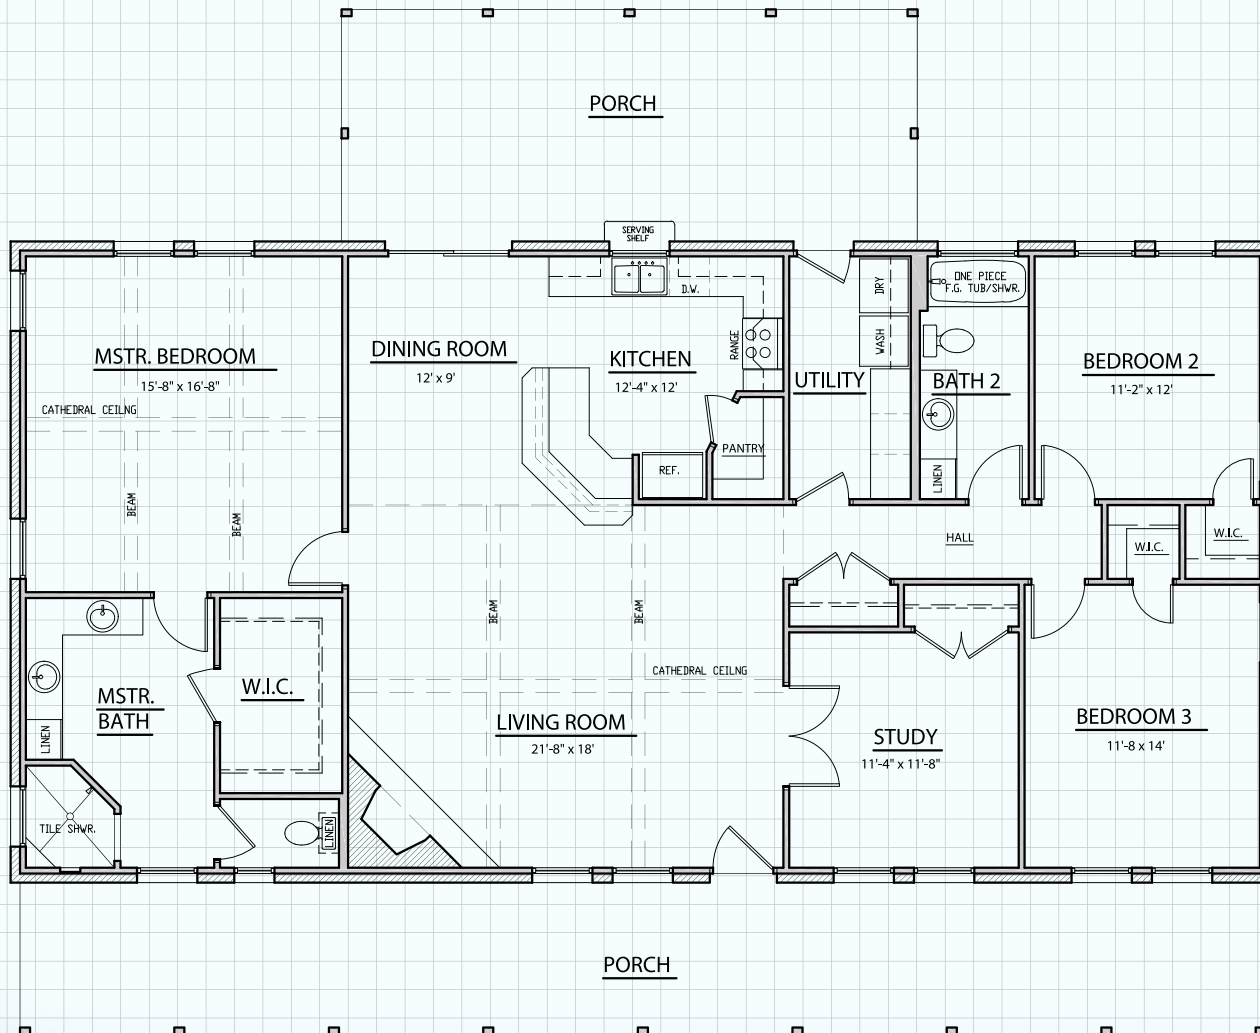 PORCH
SERVING
SHELF
D.W.
DRY
ONE PIECE
F.G. TUB/SHWR.
RANGE
WASH
MSTR. BEDROOM
15'-8" x 16'-8"
CATHEDRAL CEILNG
BEAM
BEAM
DINING ROOM
12' x 9'
KITCHEN
12'-4" x 12'
UTILITY
BATH 2
BEDROOM 2
11'-2" x 12'
PANTRY
REF.
LINEN
HALL
W.I.C.
W.I.C.
BEAM
BEAM
CATHEDRAL CEILNG
MSTR.
BATH
W.I.C.
LINEN
LIVING ROOM
21'-8" x 18'
STUDY
11'-4" x 11'-8"
BEDROOM 3
11'-8 x 14'
TILE SHWR.
LINEN
PORCH